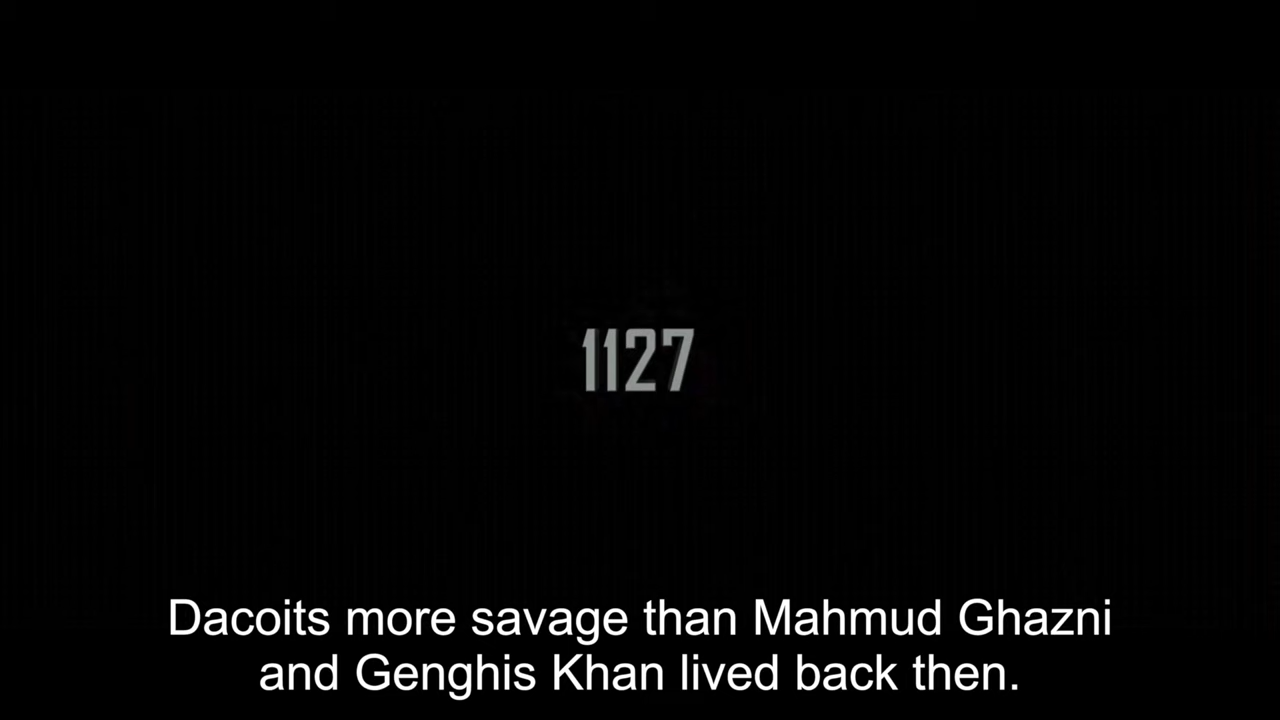 1127
Dacoits more savage than Mahmud Ghazni
and Genghis Khan lived back then.